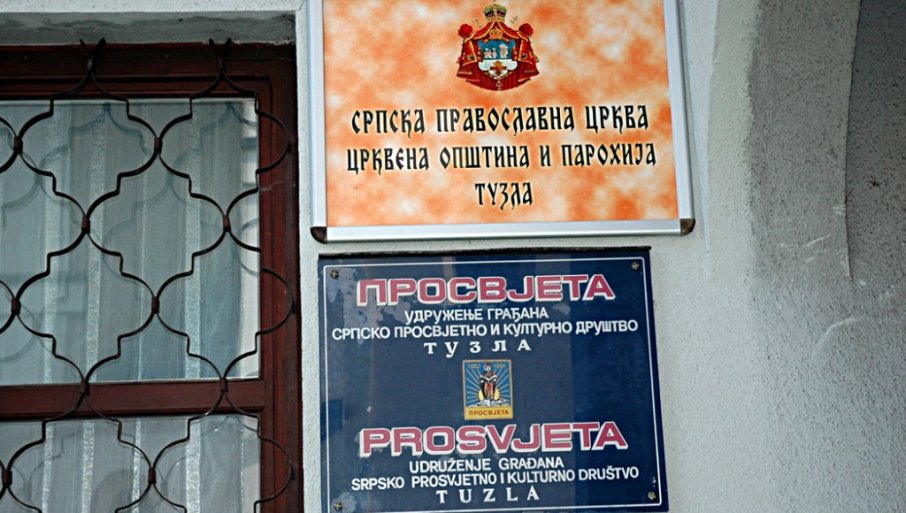 СРПСКА ПРАВОСЛАВНА ЦРКВА
ЦРКВЕНА ОПШТИНА И ПАРОХИЈА
ТУЗЛА
ПРОСВЈЕТА
УДРУЖЕЊЕ ГРАЂАНА
СРПСКО ПРОСВЈЕТНО И КУЛТУРНО ДРУШТВО
ТУЗЛА
ПРОСВЈЕТА
PROSVJETA
UDRUŽENJE GRAĐANA
SRPSKO PROSVJETNO I KULTURNO DRUŠTVO
TUZLA